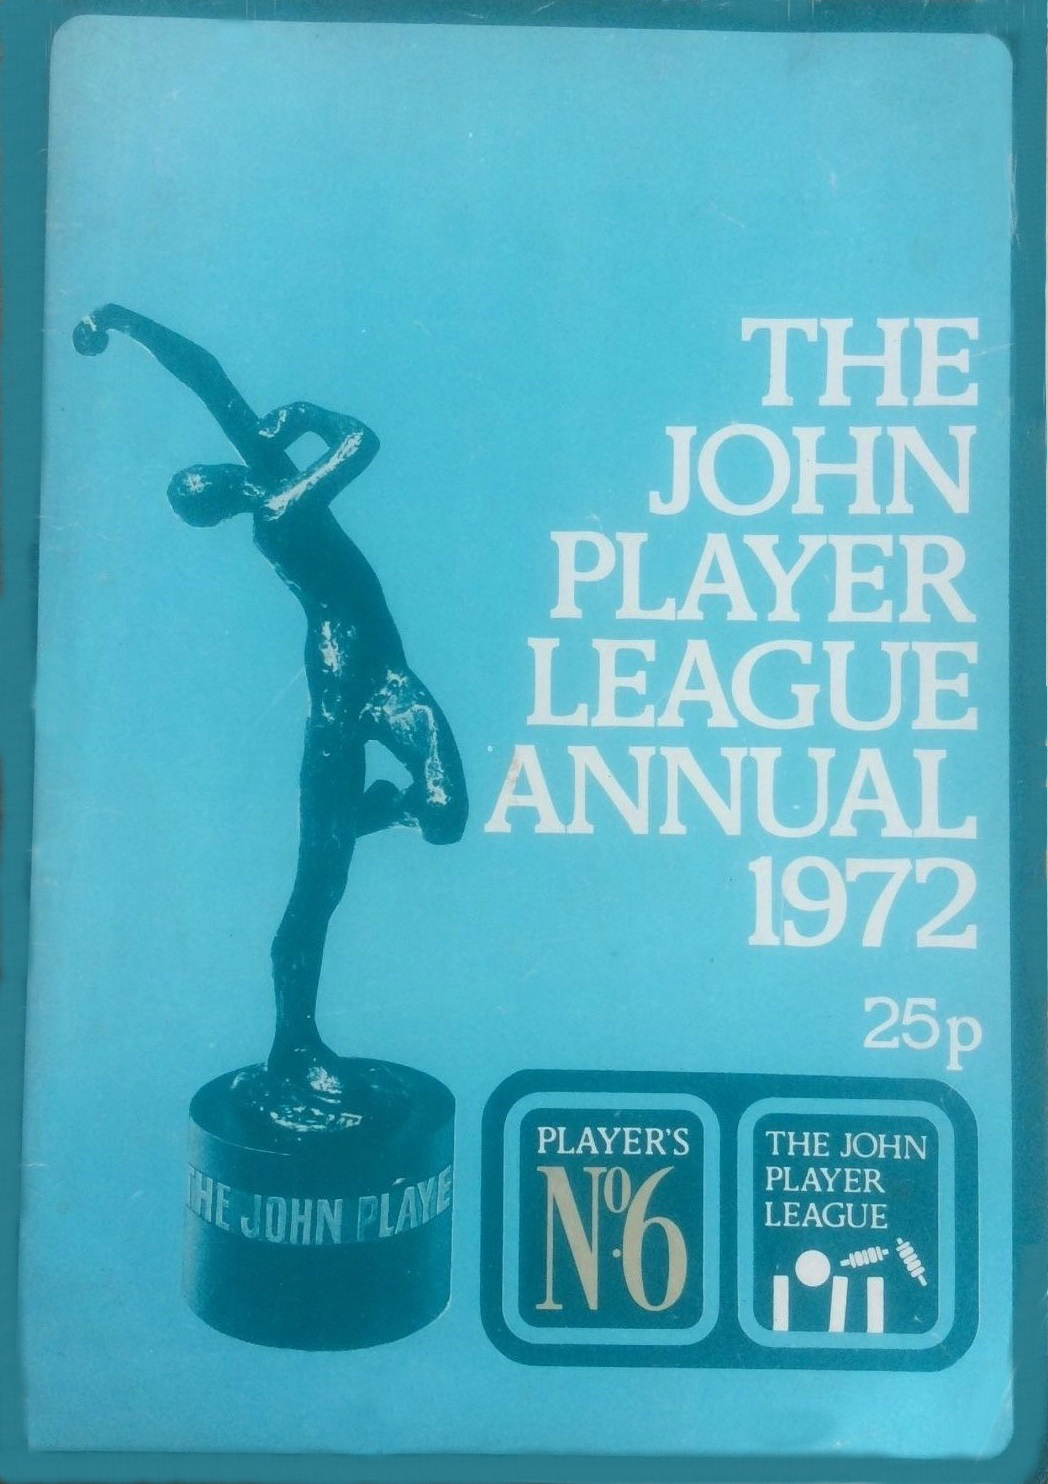 THE
JOHN
PLAYER
LEAGUE
ANNUAL
1972
25p
THE JOHN PLAYE
PLAYER'S
No6
THE JOHN
PLAYER
LEAGUE